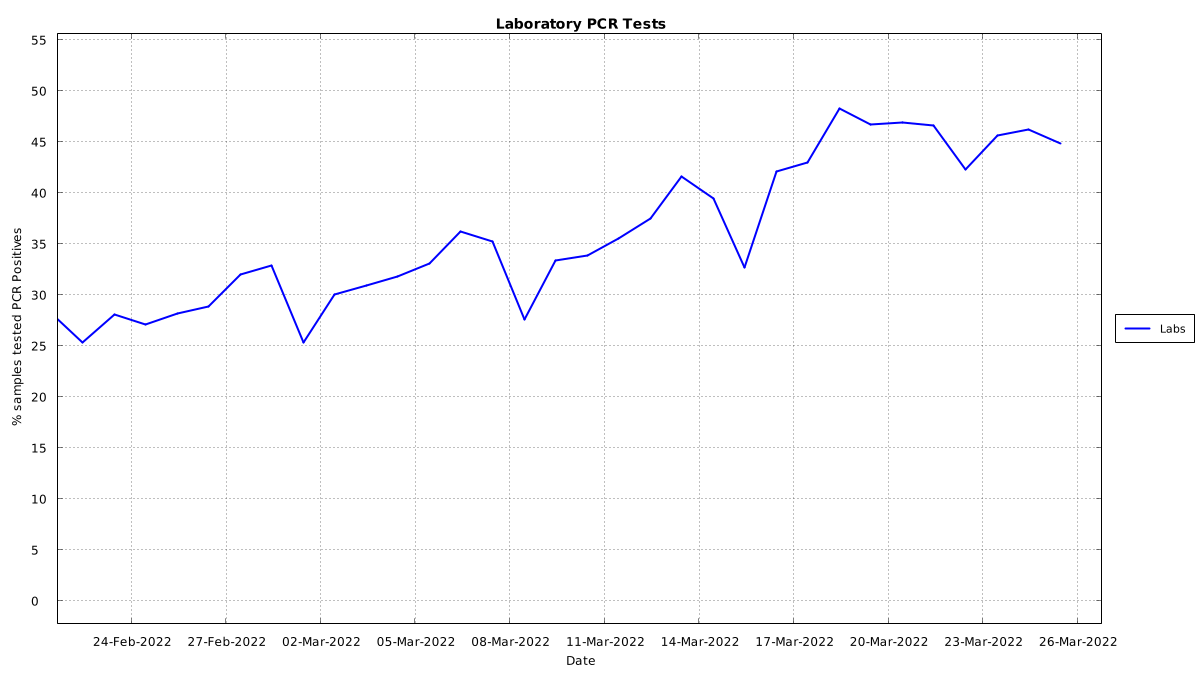 Laboratory PCR Tests
55
50
45
40
35
30
25
20
15
10
5
0
% samples tested PCR Positives
24-Feb-2022 27-Feb-2022 02-Mar-2022 05-Mar-2022 08-Mar-2022 11-Mar-2022 14-Mar-2022 17-Mar-2022 20-Mar-2022 23-Mar-2022 26-Mar-2022
Date
Labs